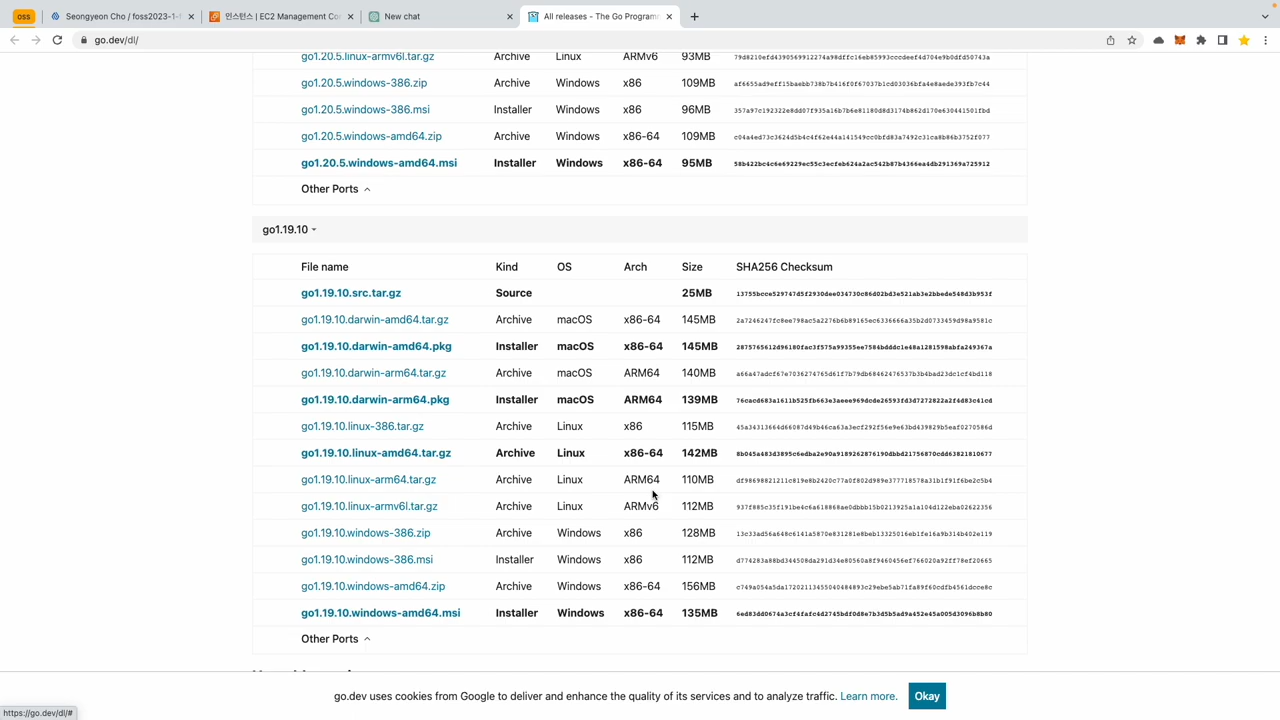 oss
Seongyeon Cho / foss2023-1-f
인스턴스 | EC2 Management Con
New chat
All releases - The Go Programm
go.dev/dl/
go1.20.5.linux-armv6l.tar.gz Archive Linux ARMv6 93MB
go1.20.5.windows-386.zip Archive Windows x86 109MB
go1.20.5.windows-386.msi Installer Windows x86 96MB
go1.20.5.windows-amd64.zip Archive Windows x86-64 109MB
go1.20.5.windows-amd64.msi Installer Windows x86-64 95MB
Other Ports
go1.19.10
File name Kind OS Arch Size SHA256 Checksum
go1.19.10.src.tar.gz Source 25MB
go1.19.10.darwin-amd64.tar.gz Archive macOS x86-64 145MB
go1.19.10.darwin-amd64.pkg Installer macOS x86-64 145MB
go1.19.10.darwin-arm64.tar.gz Archive macOS ARM64 140MB
go1.19.10.darwin-arm64.pkg Installer macOS ARM64 139MB
go1.19.10.linux-386.tar.gz Archive Linux x86 115MB
go1.19.10.linux-amd64.tar.gz Archive Linux x86-64 142MB
go1.19.10.linux-arm64.tar.gz Archive Linux ARM64 110MB
go1.19.10.linux-armv6l.tar.gz Archive Linux ARMv6 112MB
go1.19.10.windows-386.zip Archive Windows x86 128MB
go1.19.10.windows-386.msi Installer Windows x86 112MB
go1.19.10.windows-amd64.zip Archive Windows x86-64 156MB
go1.19.10.windows-amd64.msi Installer Windows x86-64 135MB
Other Ports
go.dev uses cookies from Google to deliver and enhance the quality of its services and to analyze traffic. Learn more. Okay
https://go.dev/dl/#